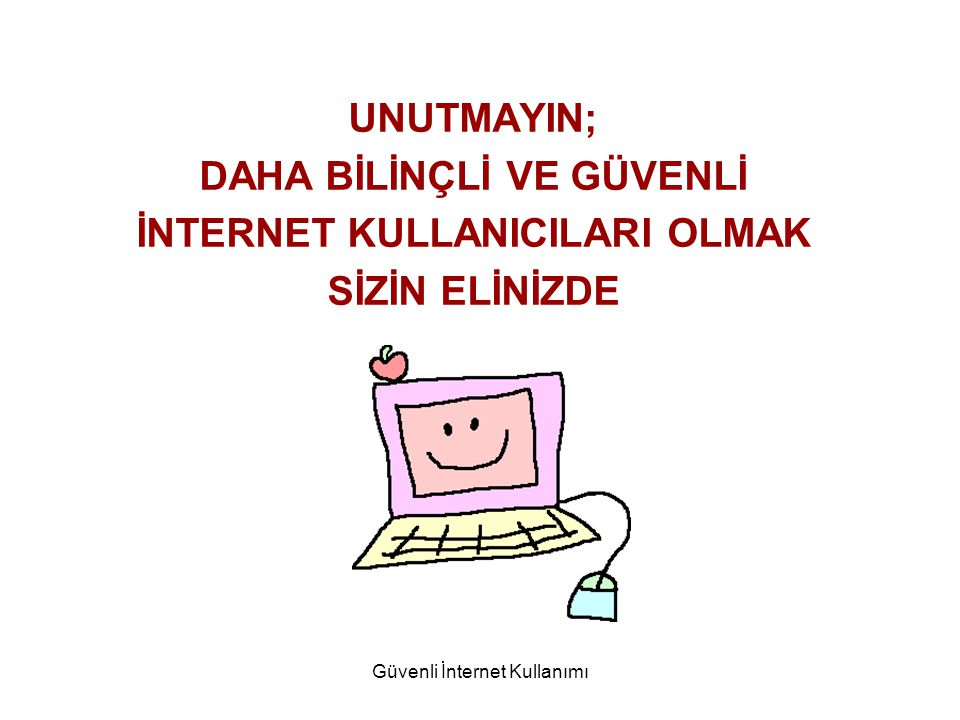 UNUTMAYIN;
DAHA BİLİNÇLİ VE GÜVENLİ
İNTERNET KULLANICILARI OLMAK
SİZİN ELİNİZDE
Güvenli İnternet Kullanımı